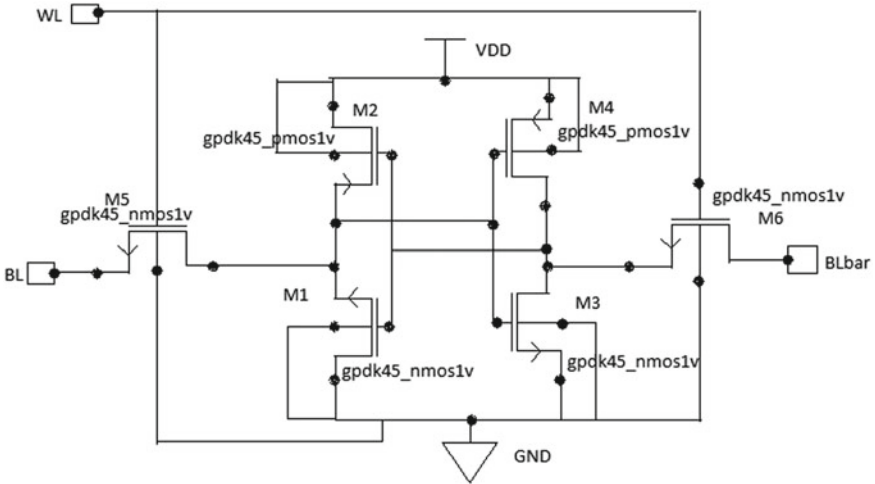 WL
VDD
M2
M4
gpdk45_pmos1v
gpdk45_pmos1v
M5
gpdk45_nmos1v
gpdk45_nmos1v
M6
BL
BLbar
M1
M3
gpdk45_nmos1v
gpdk45_nmos1v
GND